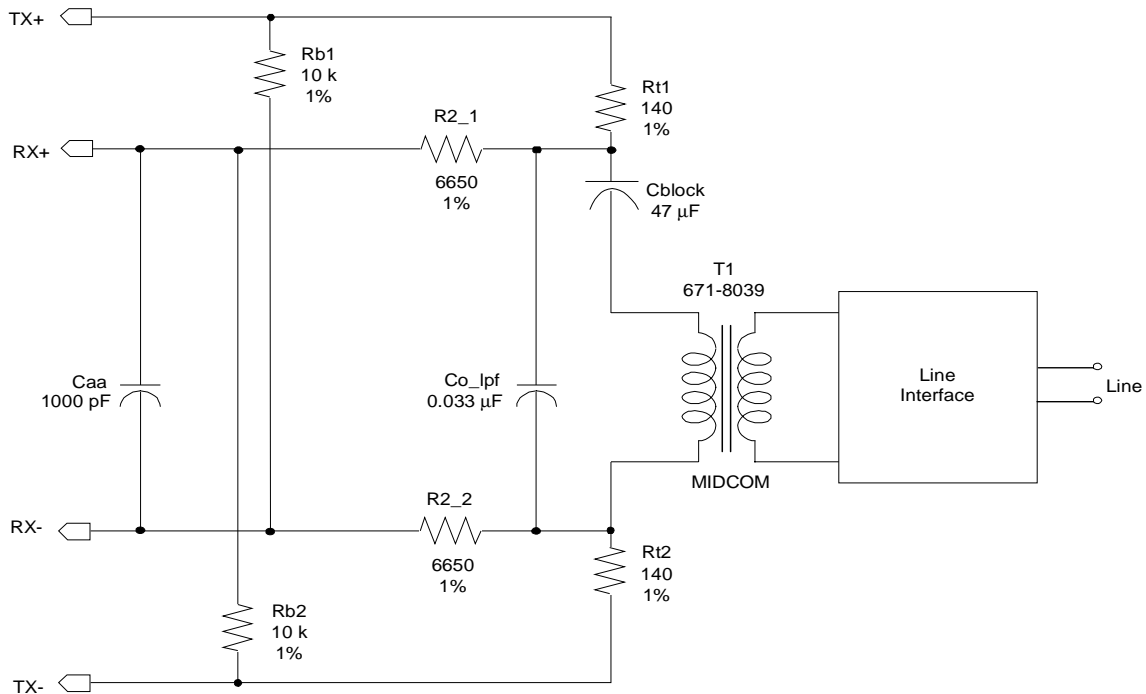 TX+
Rb1
10 k
1%
Rt1
140
1%
R2_1
6650
1%
RX+
Cblock
47 µF
T1
671-8039
Caa
1000 pF
Co_lpf
0.033 µF
Line
Interface
Line
MIDCOM
R2_2
6650
1%
RX-
Rt2
140
1%
Rb2
10 k
1%
TX-